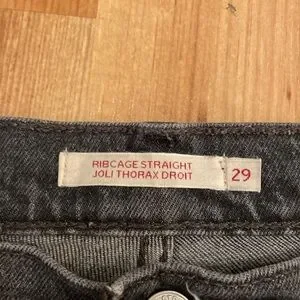 RIBCAGE STRAIGHT
JOLI THORAX DROIT
29